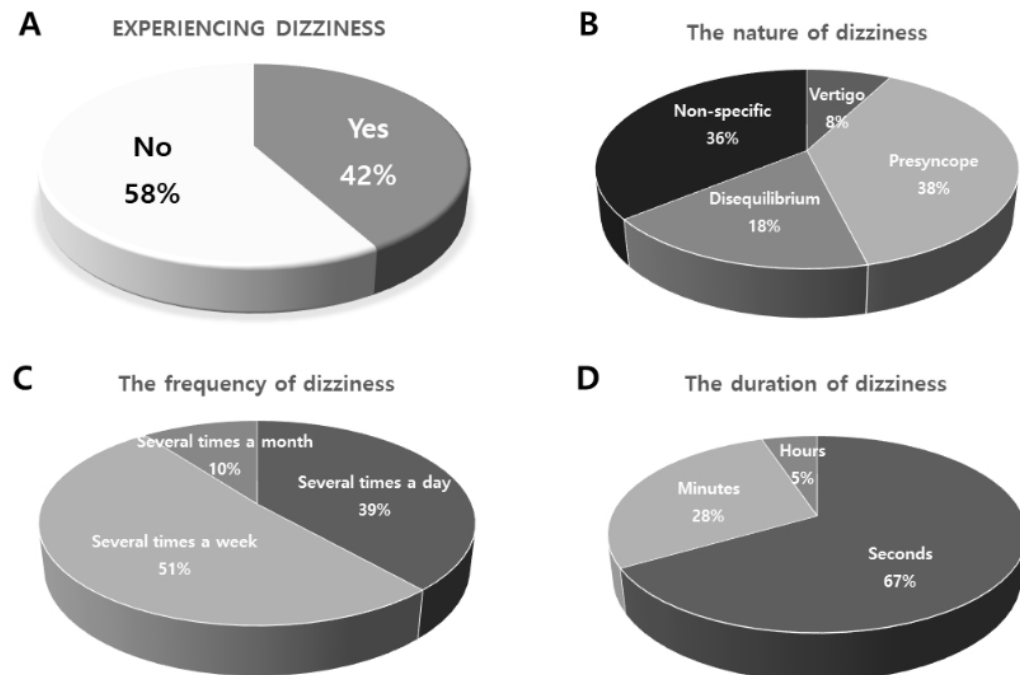 A
EXPERIENCING DIZZINESS
No
58%
Yes
42%
B
The nature of dizziness
Non-specific
36%
Vertigo
8%
Presyncope
38%
Disequilibrium
18%
C
The frequency of dizziness
Several times a month
10%
Several times a day
39%
Several times a week
51%
D
The duration of dizziness
Hours
5%
Minutes
28%
Seconds
67%